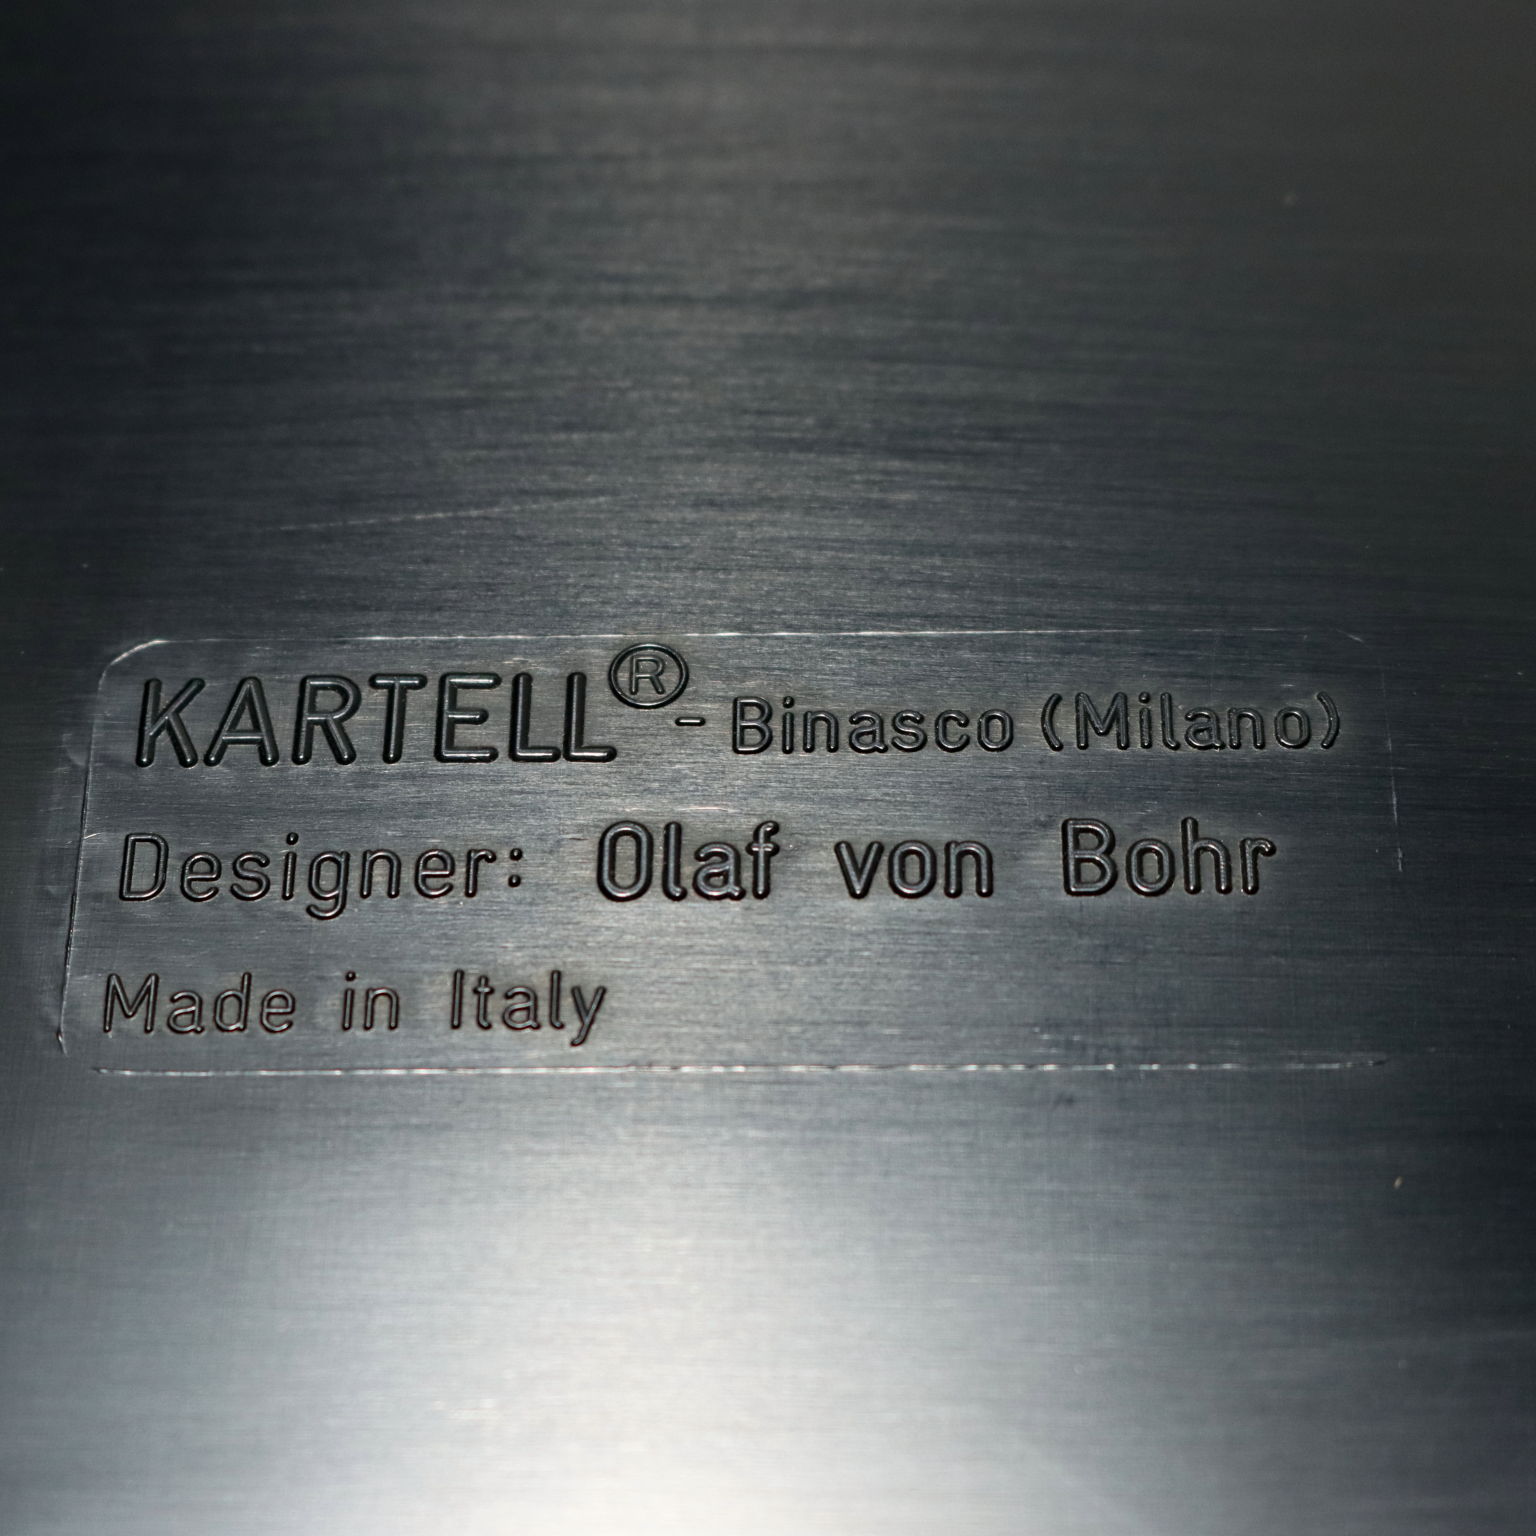 KARTELL® - Binasco (Milano)
Designer: Olaf von Bohr
Made in Italy